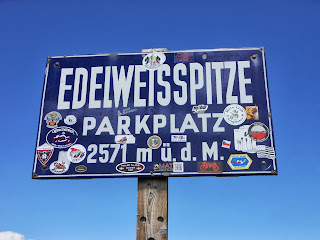 EDELWEISSPITZE
PARKPLATZ
2571 m ü. d. M.